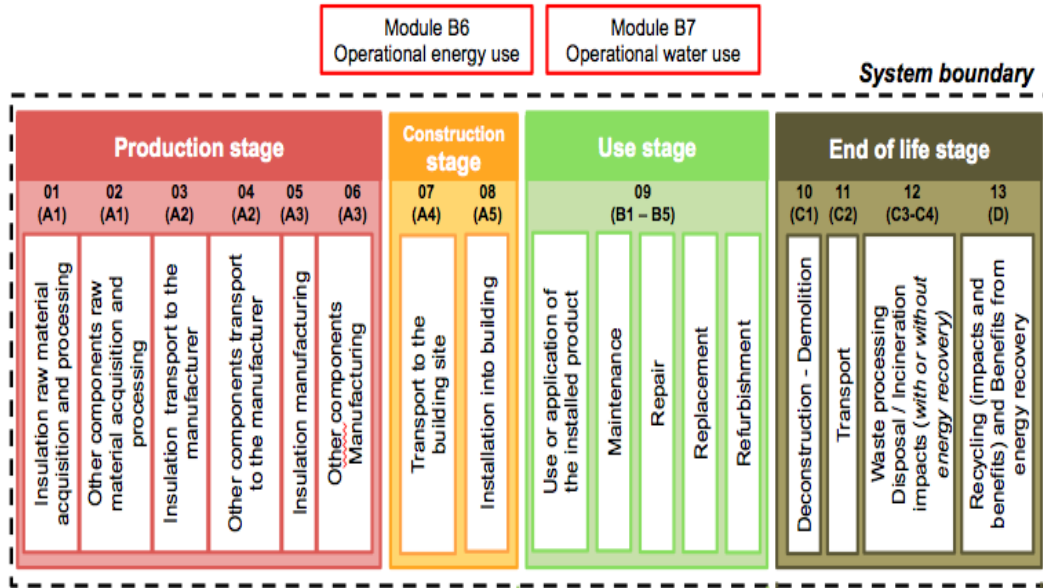 Module B6
Operational energy use
Module B7
Operational water use
System boundary
Production stage
Construction
stage
Use stage
End of life stage
01
(A1)
02
(A1)
03
(A2)
04
(A2)
05
(A3)
06
(A3)
07
(A4)
08
(A5)
09
(B1 – B5)
10
(C1)
11
(C2)
12
(C3-C4)
13
(D)
Insulation raw material
acquisition and processing
Other components raw
material acquisition and
processing
Insulation transport to the
manufacturer
Other components transport
to the manufacturer
Insulation manufacturing
Other components
Manufacturing
Transport to the
building site
Installation into building
Use or application of
the installed product
Maintenance
Repair
Replacement
Refurbishment
Deconstruction - Demolition
Transport
Waste processing
Disposal / Incineration
impacts (with or without
energy recovery)
Recycling (impacts and
benefits) and Benefits from
energy recovery